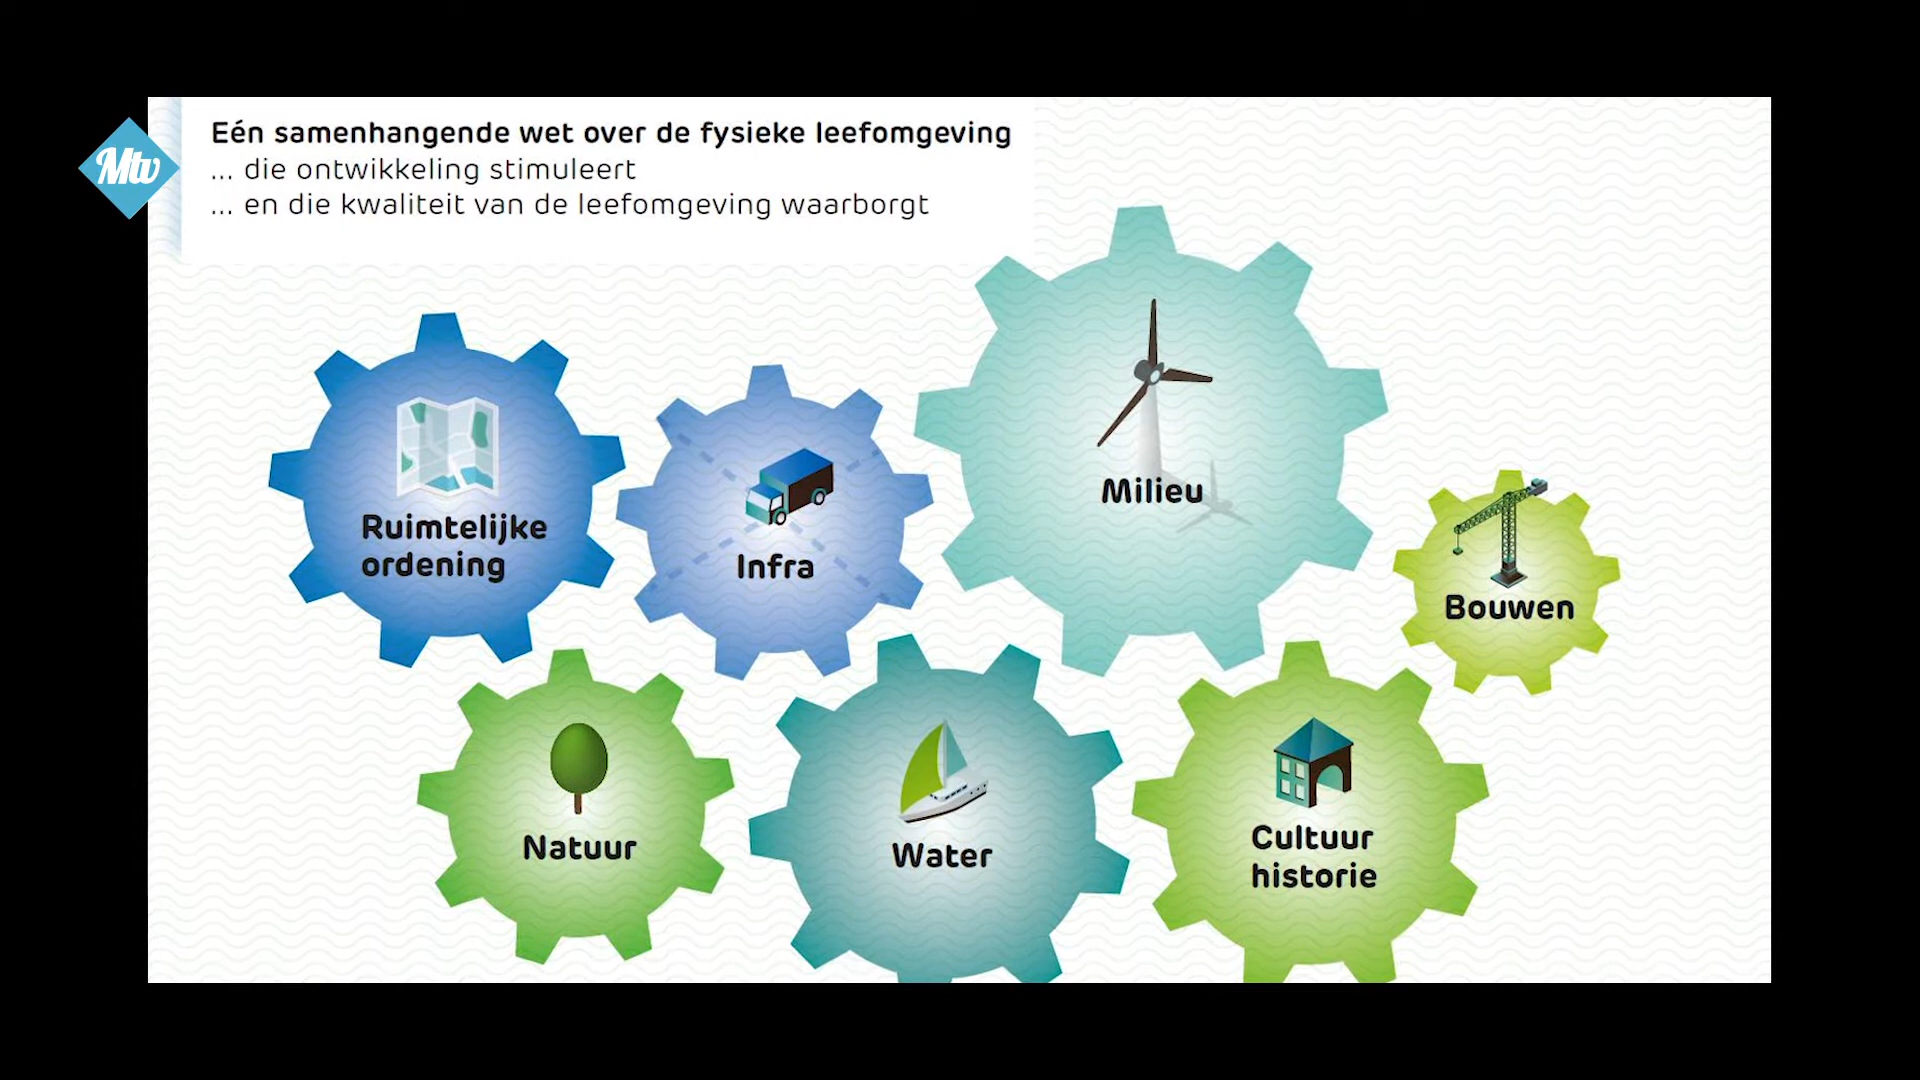 Mtv
Eén samenhangende wet over de fysieke leefomgeving
... die ontwikkeling stimuleert
... en die kwaliteit van de leefomgeving waarborgt
Ruimtelijke
ordening
Infra
Milieu
Bouwen
Natuur
Water
Cultuur
historie